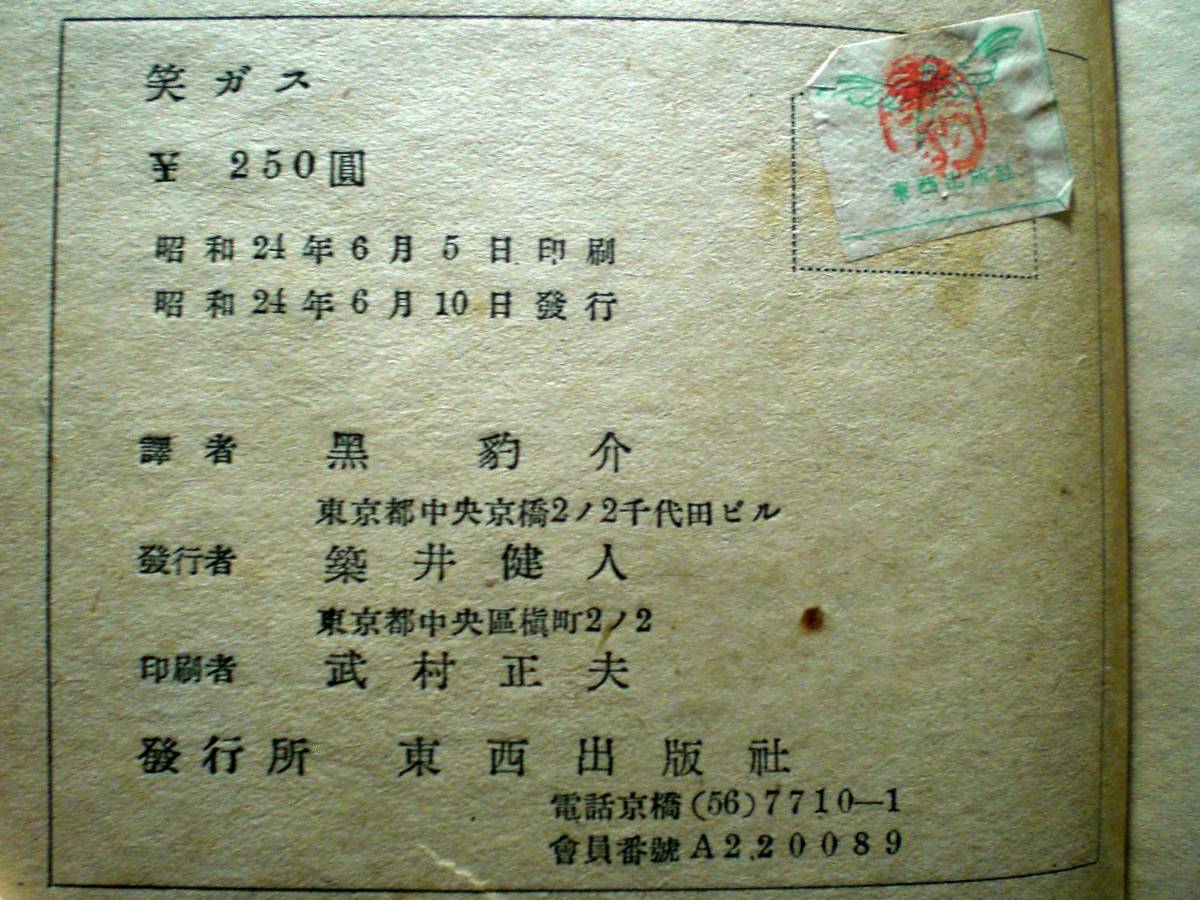 笑ガス
¥ 250圓
昭和24年6月5日印刷
昭和24年6月10日發行
東西出版社
譯者 黑豹介
東京都中央京橋2ノ2千代田ビル
發行者 築井健人
東京都中央區槇町2ノ2
印刷者 武村正夫
發行所 東西出版社
電話京橋(56)7710—1
會員番號A220089